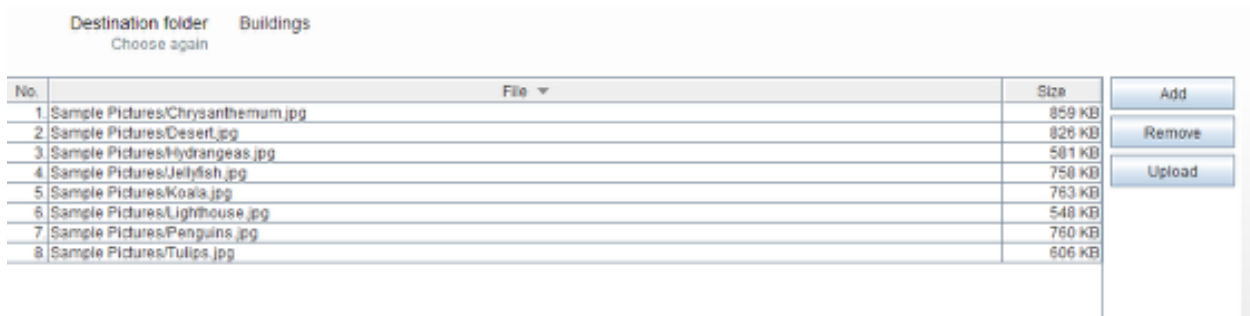 Destination folder Buildings
Choose again
No. File Size Add
1. Sample Pictures/Chrysanthemum.jpg 859 KB
2. Sample Pictures/Desert.jpg 826 KB Remove
3. Sample Pictures/Hydrangeas.jpg 581 KB
4. Sample Pictures/Jellyfish.jpg 758 KB Upload
5. Sample Pictures/Koala.jpg 763 KB
6. Sample Pictures/Lighthouse.jpg 548 KB
7. Sample Pictures/Penguins.jpg 760 KB
8. Sample Pictures/Tulips.jpg 606 KB